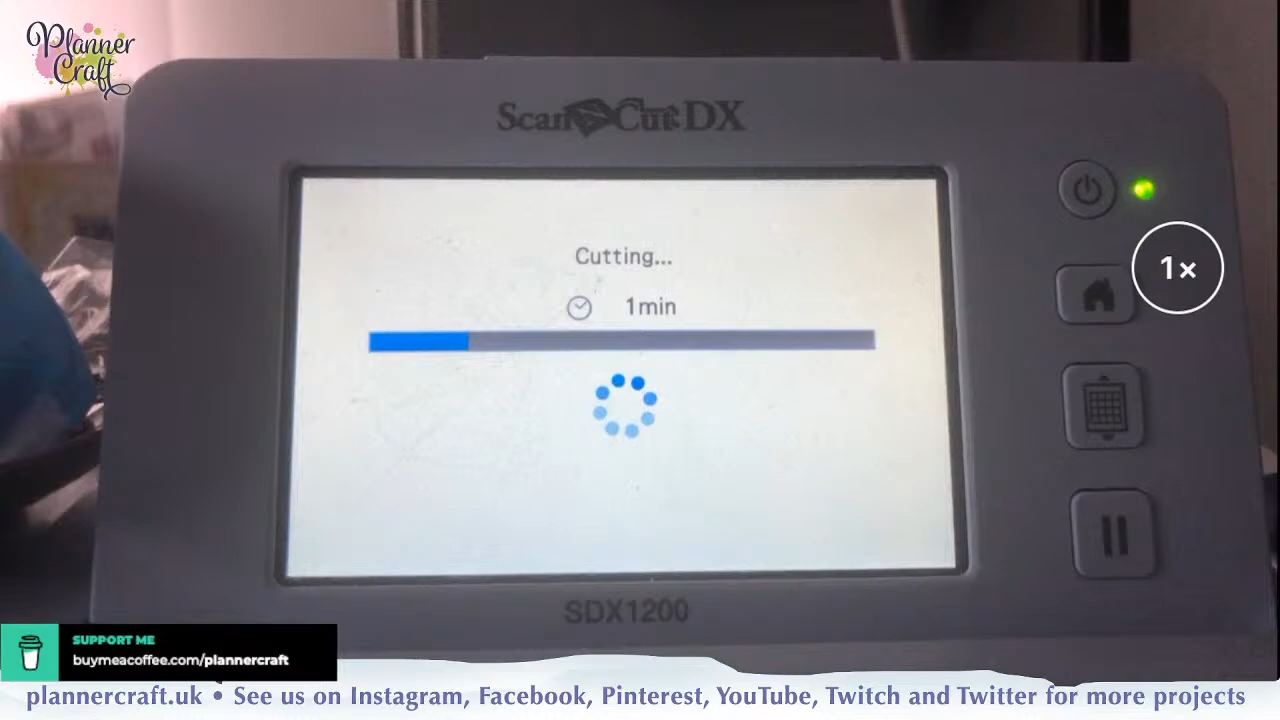 Planner
Craft
ScanNCut DX
Cutting...
1min
1×
SDX1200
SUPPORT ME
buymeacoffee.com/plannercraft
plannercraft.uk • See us on Instagram, Facebook, Pinterest, YouTube, Twitch and Twitter for more projects